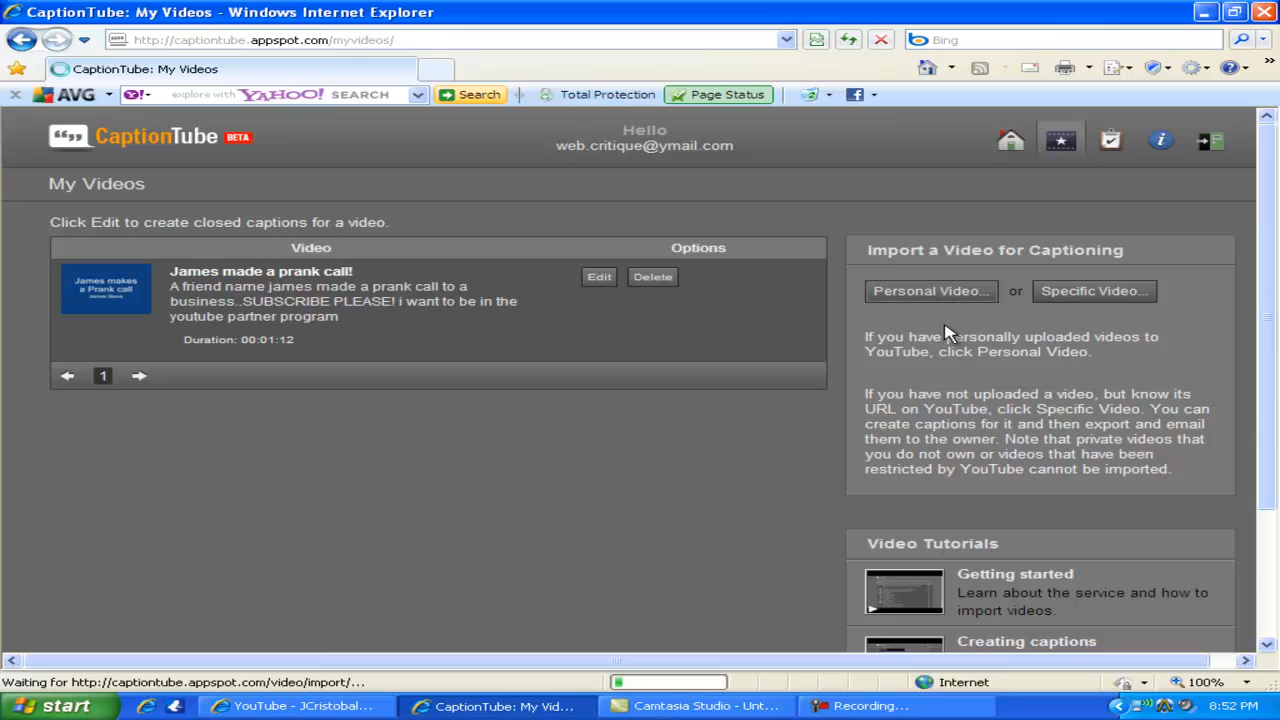 CaptionTube: My Videos - Windows Internet Explorer
http://captiontube.appspot.com/myvideos/
Bing
CaptionTube: My Videos
AVG
Y!
explore with YAHOO! SEARCH
Search
Total Protection
Page Status
CaptionTube BETA
Hello
web.critique@ymail.com
My Videos
Click Edit to create closed captions for a video.
Video
Options
James makes
a Prank call
James made a prank call!
A friend name james made a prank call to a
business..SUBSCRIBE PLEASE! i want to be in the
youtube partner program
Duration: 00:01:12
Edit
Delete
1
Import a Video for Captioning
Personal Video... or Specific Video...
If you have personally uploaded videos to
YouTube, click Personal Video.
If you have not uploaded a video, but know its
URL on YouTube, click Specific Video. You can
create captions for it and then export and email
them to the owner. Note that private videos that
you do not own or videos that have been
restricted by YouTube cannot be imported.
Video Tutorials
Getting started
Learn about the service and how to
import videos.
Creating captions
Waiting for http://captiontube.appspot.com/video/import/...
Internet
100%
start
YouTube - JCristobal...
CaptionTube: My Vid...
Camtasia Studio - Unt...
Recording...
8:52 PM